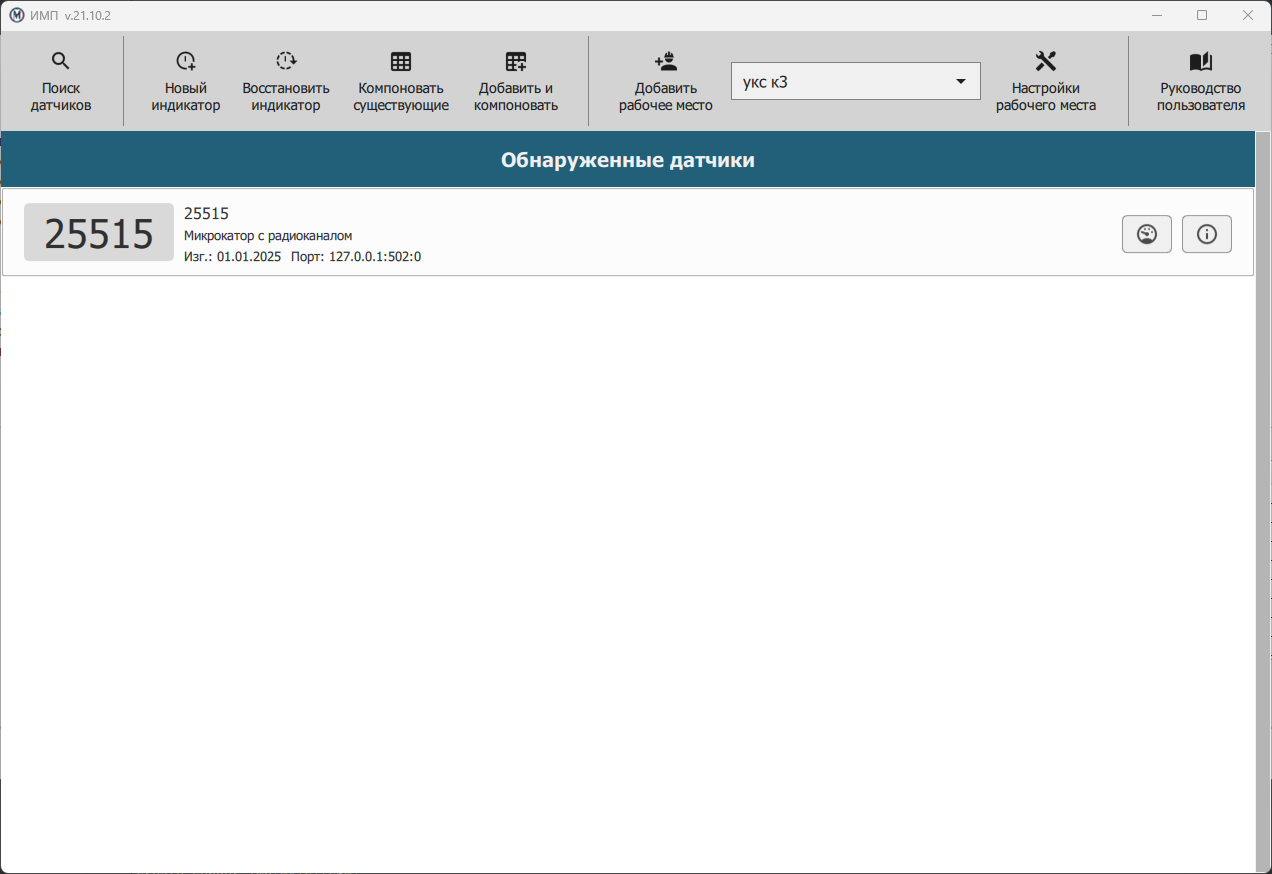 ИМП v.21.10.2
Поиск
датчиков
Новый
индикатор
Восстановить
индикатор
Компоновать
существующие
Добавить и
компоновать
Добавить
рабочее место
укс к3
Настройки
рабочего места
Руководство
пользователя
Обнаруженные датчики
25515
25515
Микрокатор с радиоканалом
Изг.: 01.01.2025 Порт: 127.0.0.1:502:0